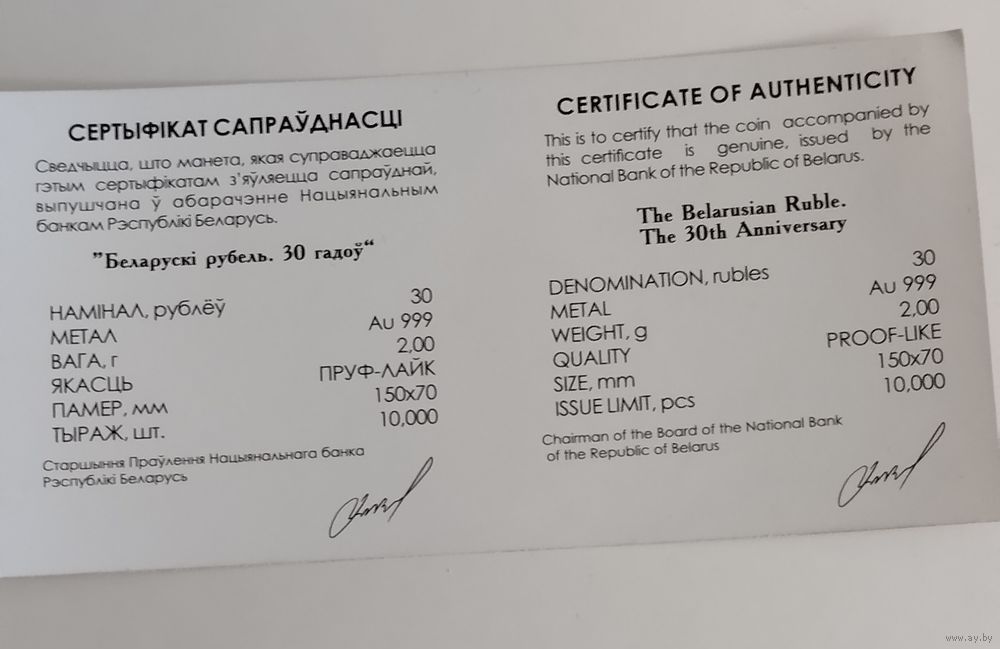 СЕРТЫФІКАТ САПРАЎДНАСЦІ
Сведчыцца, што манета, якая суправаджаецца
гэтым сертыфікатам з'яўляецца сапраўднай,
выпушчана ў абарачэнне Нацыянальным
банкам Рэспублікі Беларусь.
"Беларускі рубель. 30 гадоў“
НАМІНАЛ, рублёў 30
МЕТАЛ Au 999
ВАГА, г 2,00
ЯКАСЦЬ ПРУФ-ЛАЙК
ПАМЕР, мм 150х70
ТЫРАЖ, шт. 10,000
Старшыння Праўлення Нацыянальнага банка
Рэспублікі Беларусь
CERTIFICATE OF AUTHENTICITY
This is to certify that the coin accompanied by
this certificate is genuine, issued by the
National Bank of the Republic of Belarus.
The Belarusian Ruble.
The 30th Anniversary
DENOMINATION, rubles 30
METAL Au 999
WEIGHT, g 2,00
QUALITY PROOF-LIKE
SIZE, mm 150x70
ISSUE LIMIT, pcs 10,000
Chairman of the Board of the National Bank
of the Republic of Belarus
www.ay.by